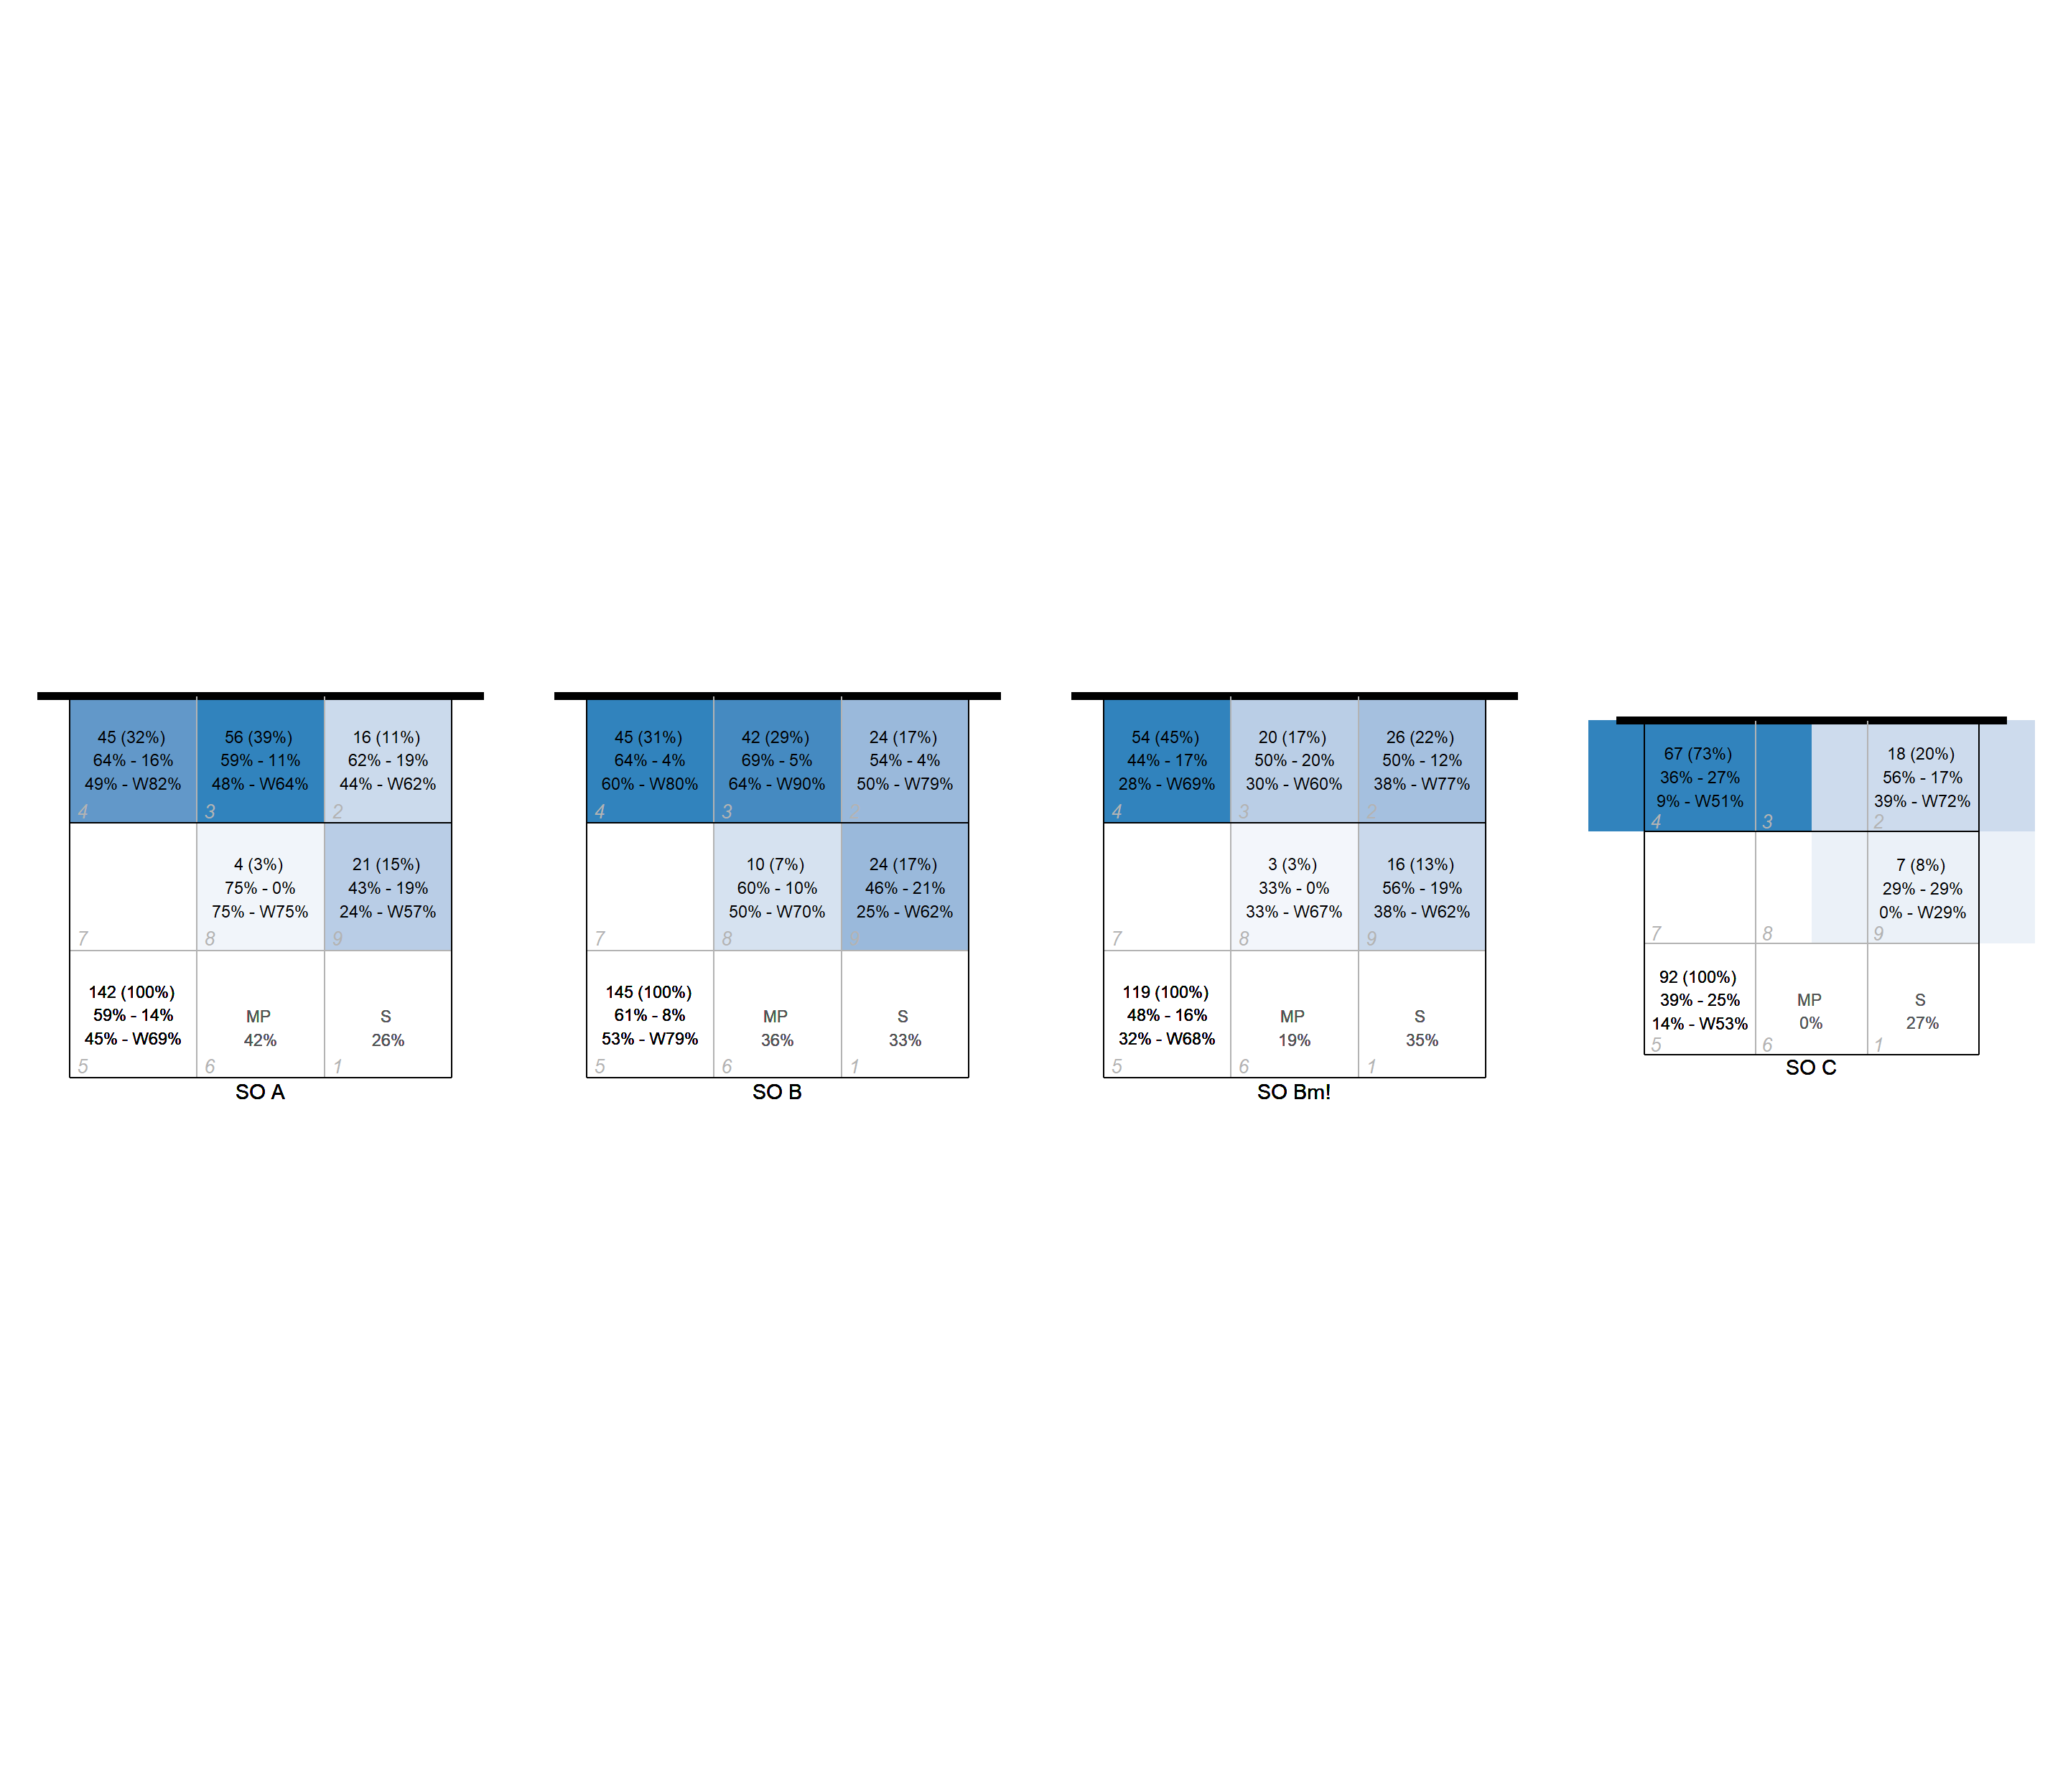 45 (32%)
64% - 16%
49% - W82%
4
56 (39%)
59% - 11%
48% - W64%
3
16 (11%)
62% - 19%
44% - W62%
2
7
4 (3%)
75% - 0%
75% - W75%
8
21 (15%)
43% - 19%
24% - W57%
9
142 (100%)
59% - 14%
45% - W69%
5
MP
42%
6
S
26%
1
SO A
45 (31%)
64% - 4%
60% - W80%
4
42 (29%)
69% - 5%
64% - W90%
3
24 (17%)
54% - 4%
50% - W79%
7
10 (7%)
60% - 10%
50% - W70%
8
24 (17%)
46% - 21%
25% - W62%
145 (100%)
61% - 8%
53% - W79%
5
MP
36%
6
S
33%
1
SO B
54 (45%)
44% - 17%
28% - W69%
4
20 (17%)
50% - 20%
30% - W60%
3
26 (22%)
50% - 12%
38% - W77%
2
7
3 (3%)
33% - 0%
33% - W67%
8
16 (13%)
56% - 19%
38% - W62%
9
119 (100%)
48% - 16%
32% - W68%
5
MP
19%
6
S
35%
1
SO Bm!
67 (73%)
36% - 27%
9% - W51%
4
3
18 (20%)
56% - 17%
39% - W72%
2
7
8
7 (8%)
29% - 29%
0% - W29%
9
92 (100%)
39% - 25%
14% - W53%
5
MP
0%
6
S
27%
1
SO C